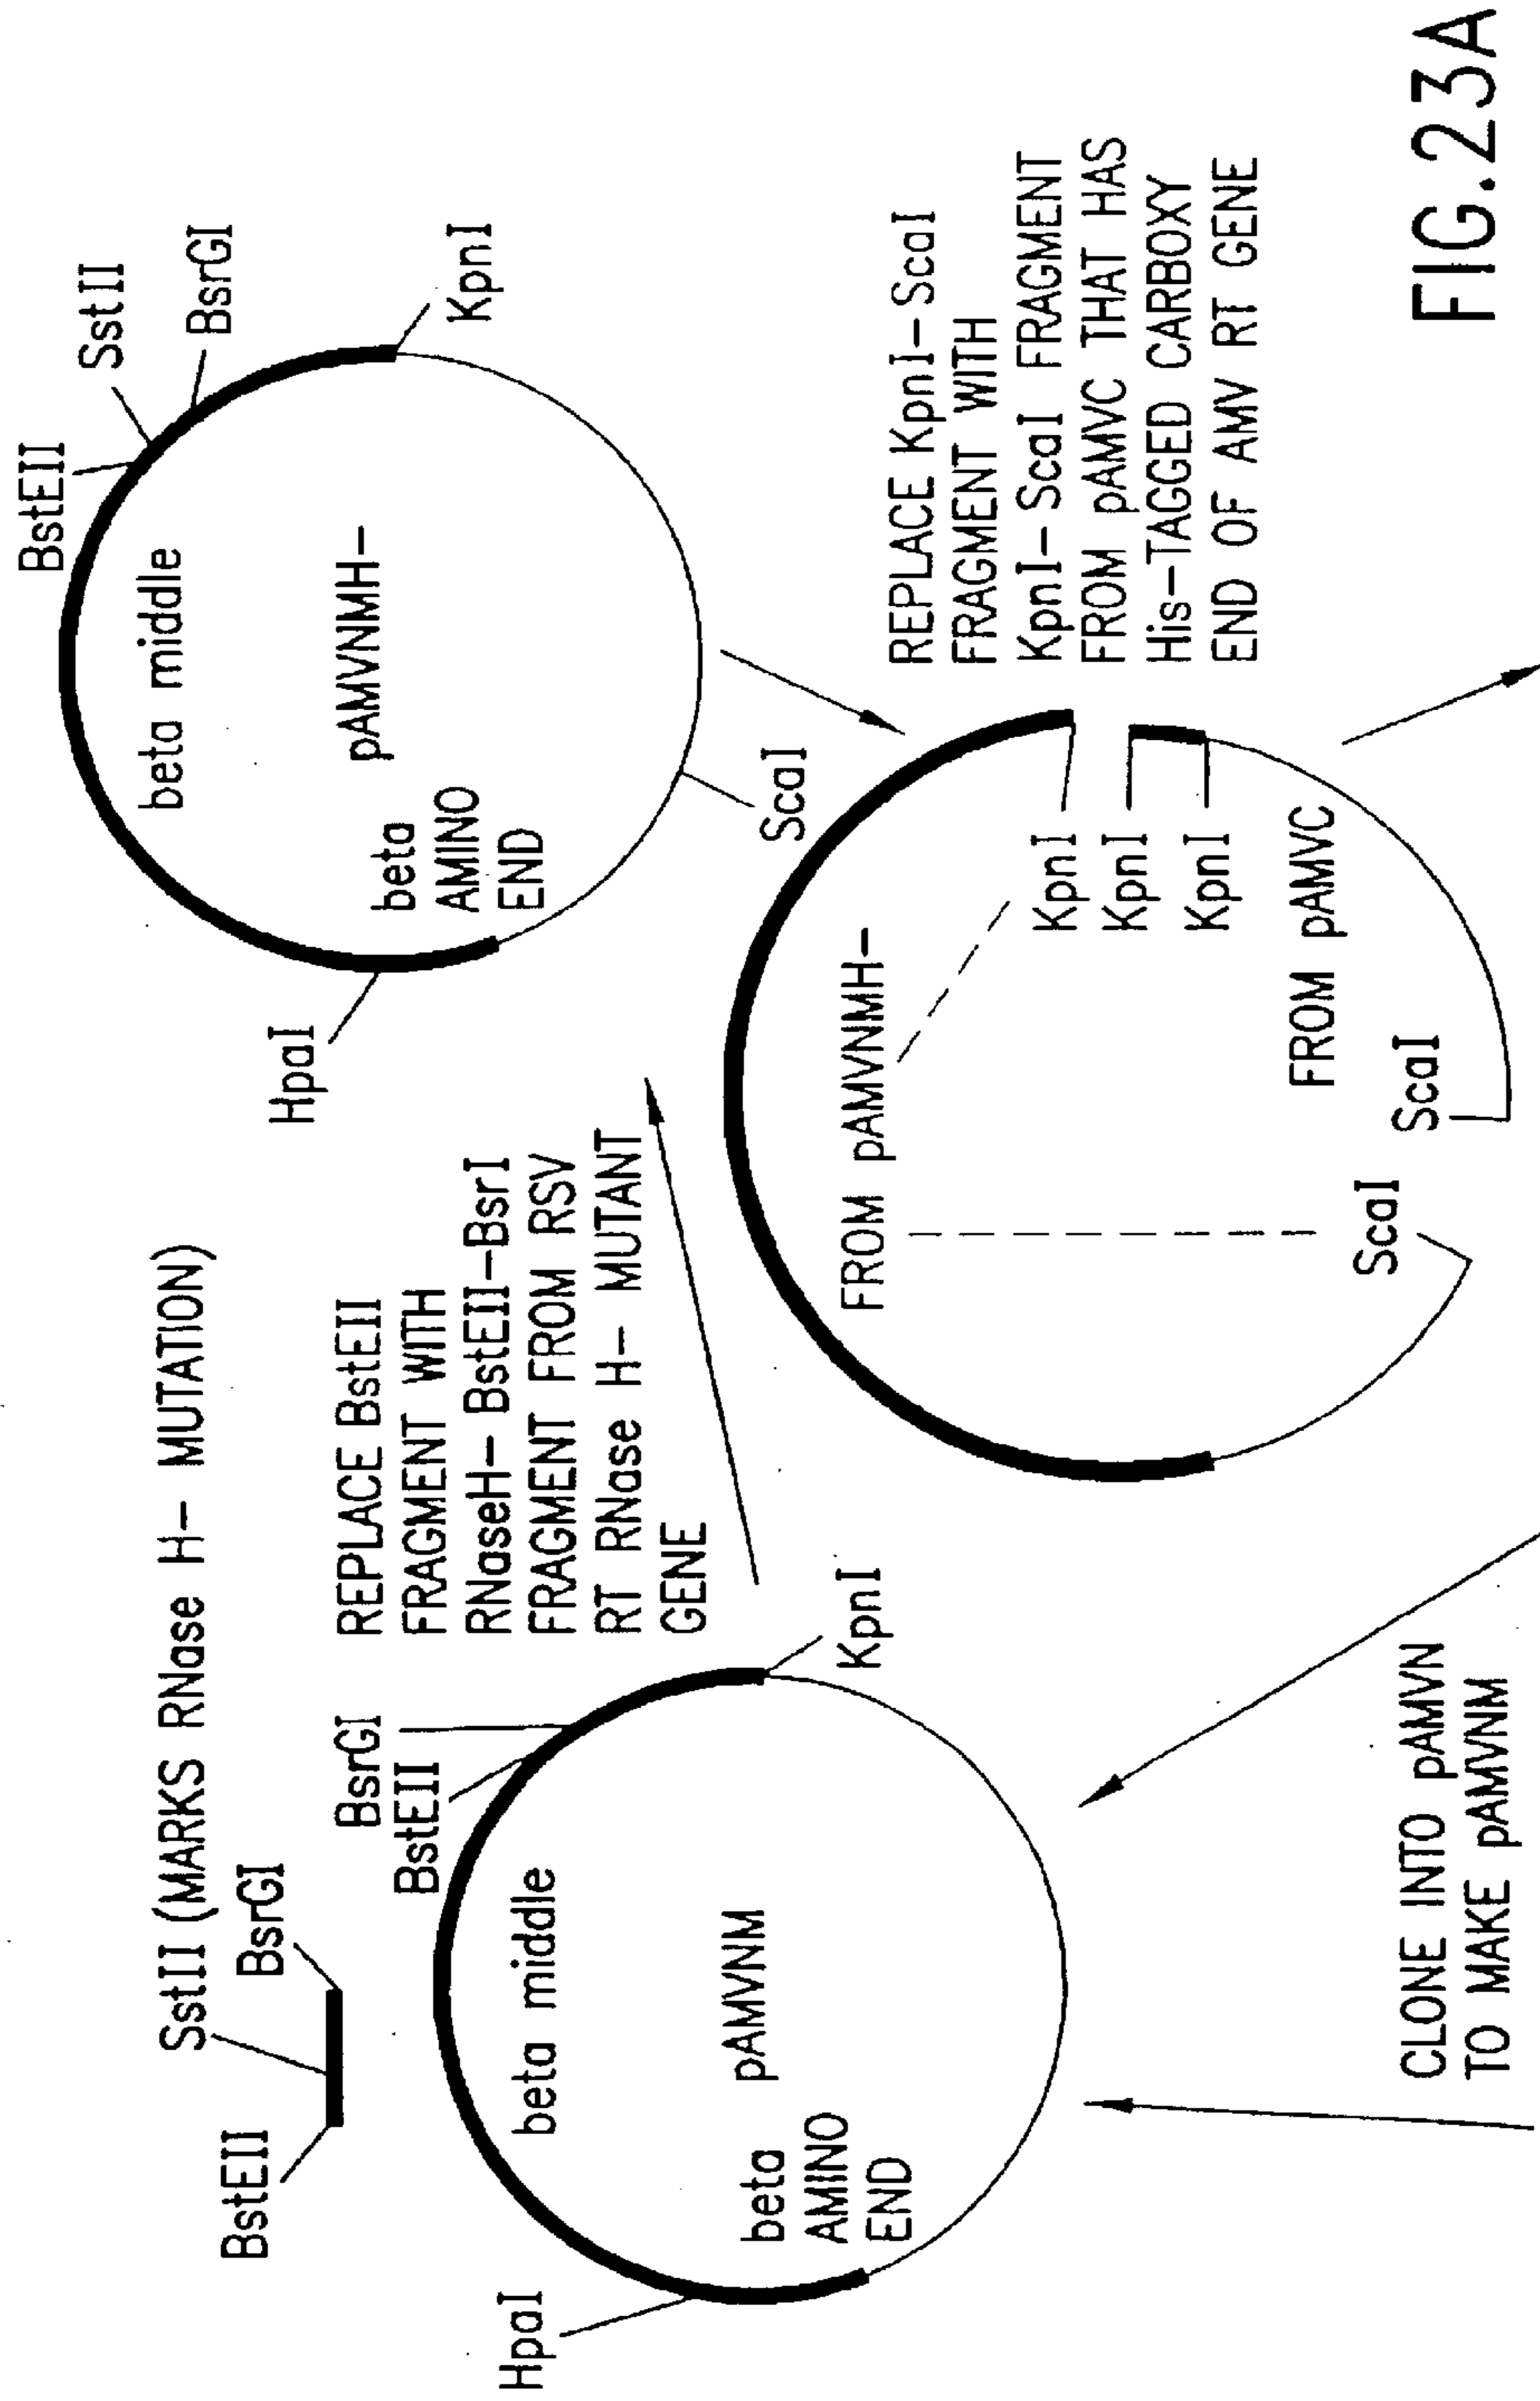 SstII (MARKS RNase H– MUTATION)
BstEII
BsrGI
HpaI
BsrGI
BstEII
beta middle
pAMVNM
beta
AMINO
END
KpnI
REPLACE BstEII
FRAGMENT WITH
RNaseH– BstEII–BsrI
FRAGMENT FROM RSV
RT RNase H– MUTANT
GENE
HpaI
BstEII
SstII
BsrGI
beta middle
pAMVNMH–
beta
AMINO
END
KpnI
ScaI
CLONE INTO pAMVN
TO MAKE pAMVNM
FROM pAMVNMH–
KpnI
KpnI
KpnI
FROM pAMVC
ScaI
ScaI
REPLACE KpnI–ScaI
FRAGMENT WITH
KpnI–ScaI FRAGMENT
FROM pAMVC THAT HAS
His–TAGGED CARBOXY
END OF AMV RT GENE
FIG.23A